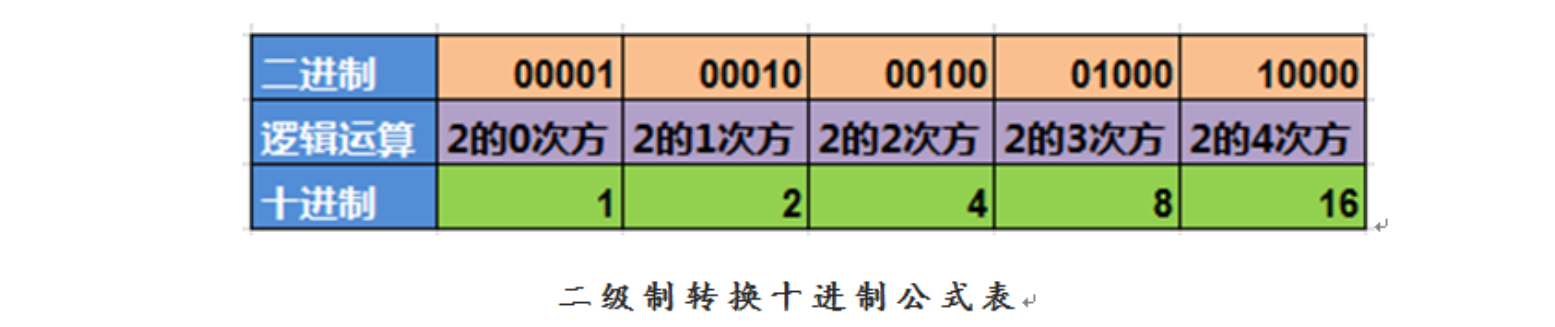 二进制 00001 00010 00100 01000 10000
逻辑运算 2的0次方 2的1次方 2的2次方 2的3次方 2的4次方
十进制 1 2 4 8 16
二级制转换十进制公式表